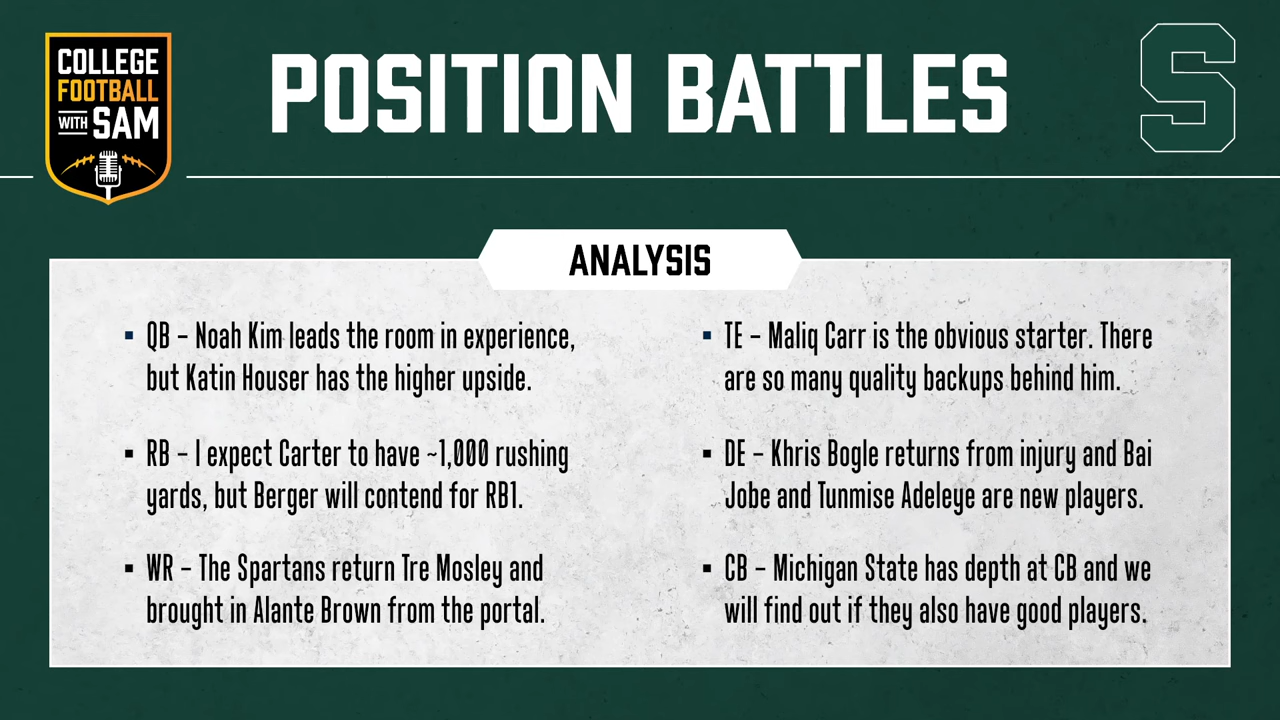 COLLEGE
FOOTBALL
WITH SAM
POSITION BATTLES
S
ANALYSIS
▪ QB – Noah Kim leads the room in experience,
but Katin Houser has the higher upside.
▪ RB – I expect Carter to have ~1,000 rushing
yards, but Berger will contend for RB1.
▪ WR – The Spartans return Tre Mosley and
brought in Alante Brown from the portal.
▪ TE – Maliq Carr is the obvious starter. There
are so many quality backups behind him.
▪ DE – Khris Bogle returns from injury and Bai
Jobe and Tunmise Adeleye are new players.
▪ CB – Michigan State has depth at CB and we
will find out if they also have good players.